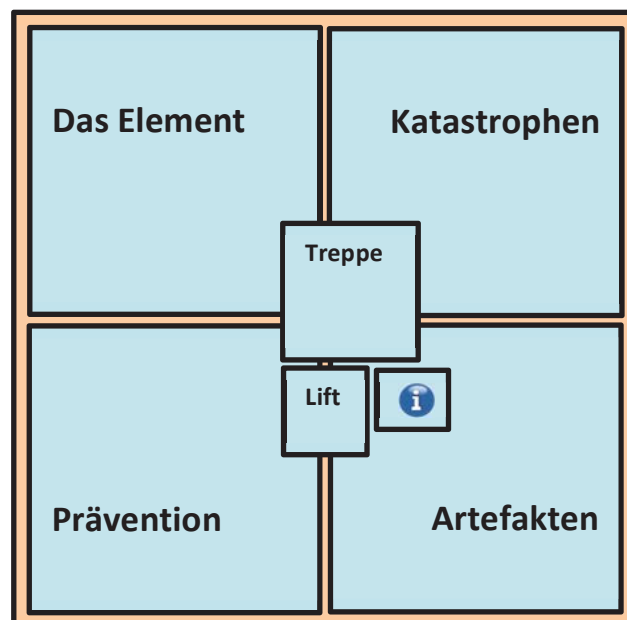 Das Element
Katastrophen
Treppe
Lift
i
Prävention
Artefakten